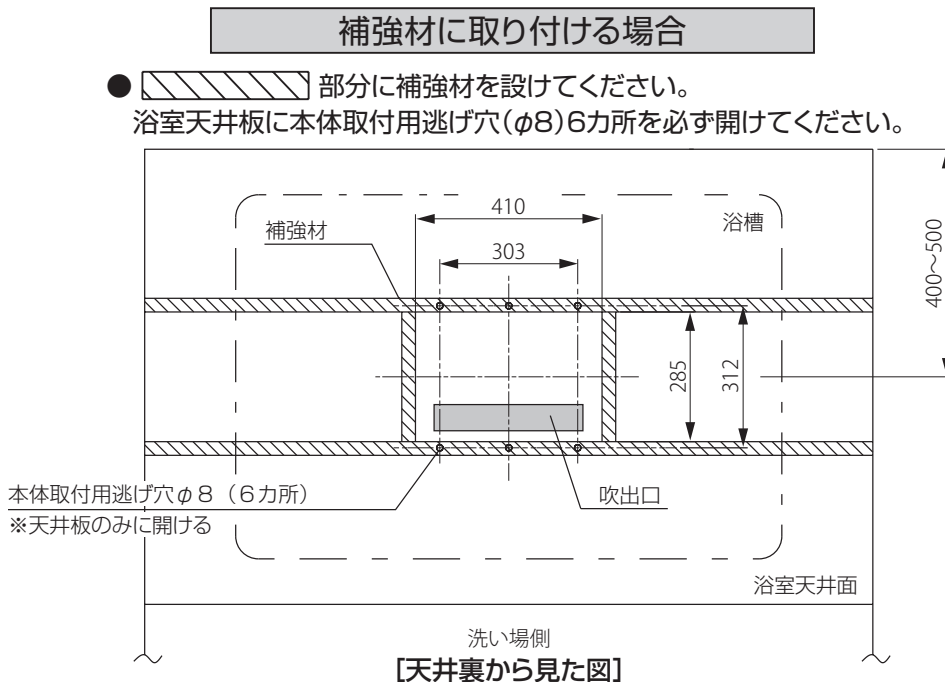 補強材に取り付ける場合
● 部分に補強材を設けてください。
浴室天井板に本体取付用逃げ穴(φ8)6カ所を必ず開けてください。
410
浴槽
補強材
303
400～500
285
312
本体取付用逃げ穴φ8（6カ所）
※天井板のみに開ける
吹出口
浴室天井面
洗い場側
[天井裏から見た図]